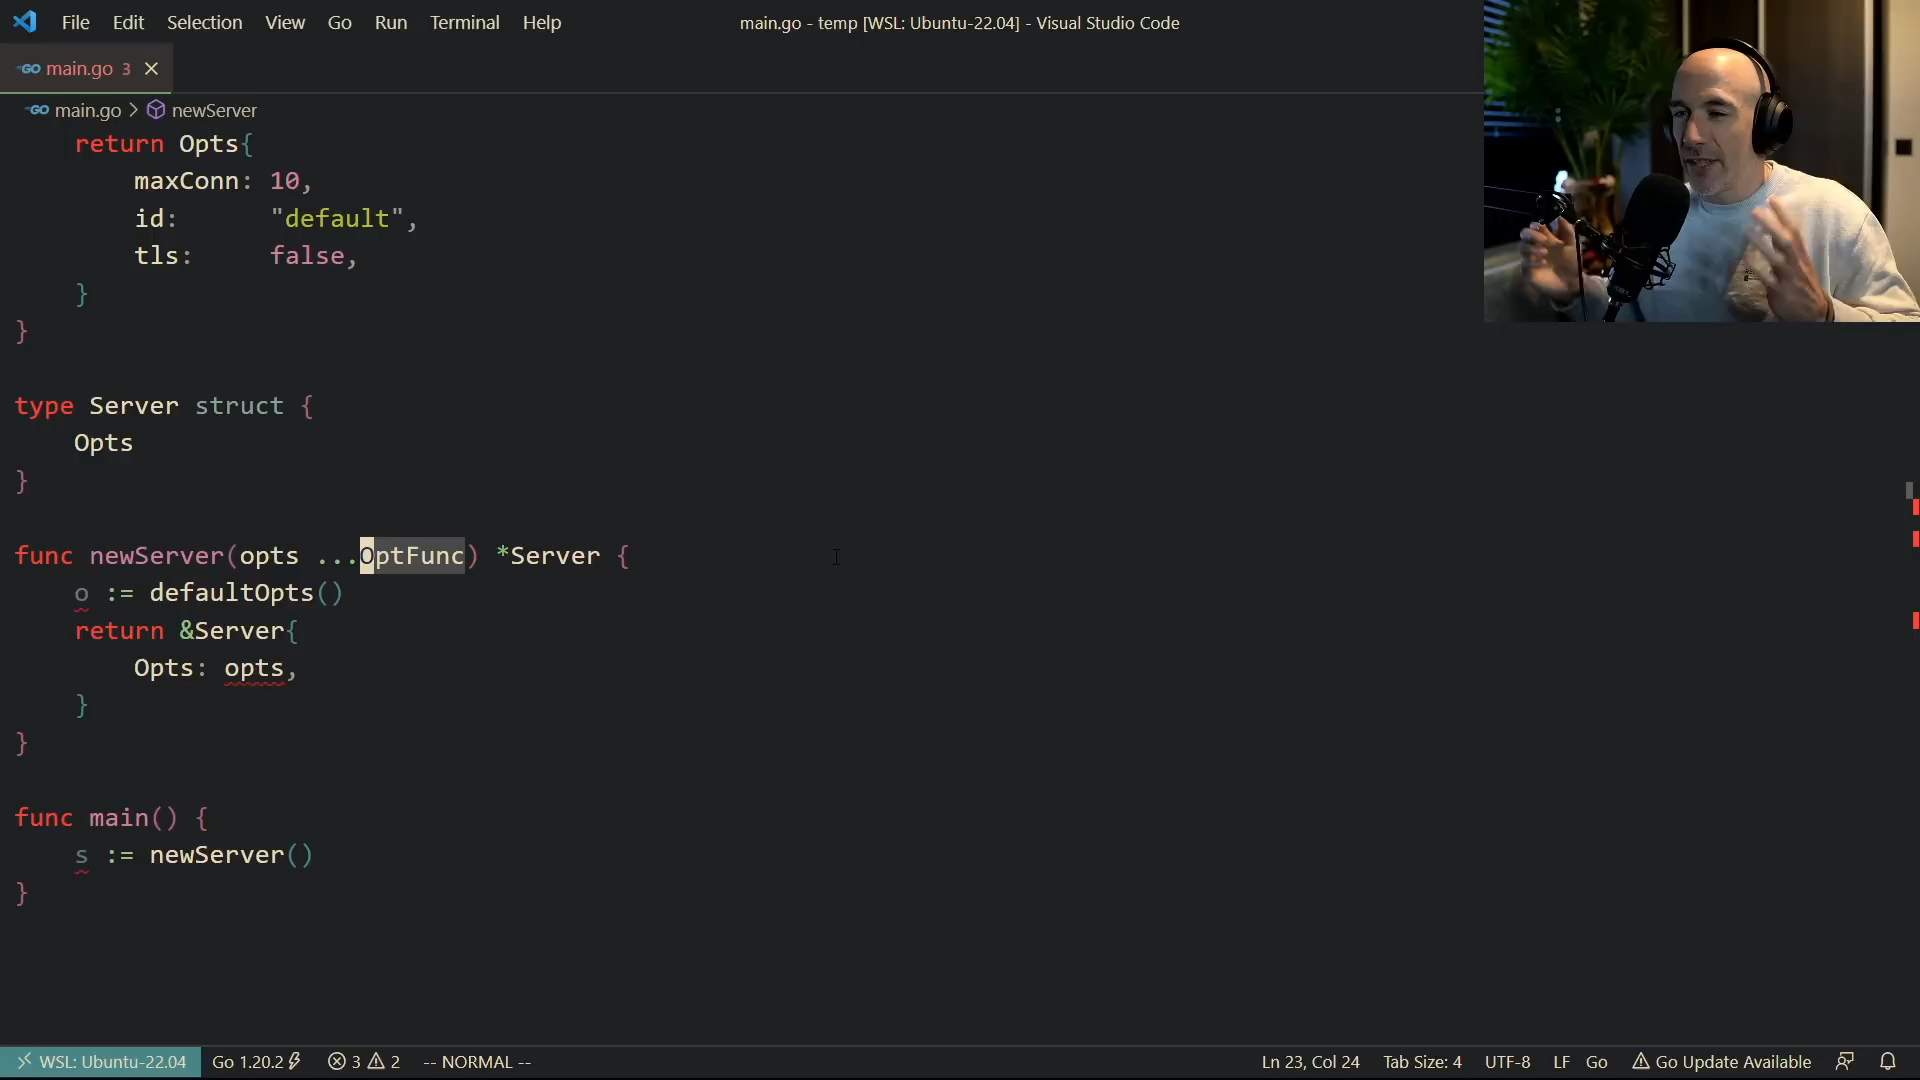 File Edit Selection View Go Run Terminal Help
main.go - temp [WSL: Ubuntu-22.04] - Visual Studio Code
GO main.go 3
GO main.go > newServer
return Opts{
maxConn: 10,
id: "default",
tls: false,
}
}
type Server struct {
Opts
}
func newServer(opts ...OptFunc) *Server {
o := defaultOpts()
return &Server{
Opts: opts,
}
}
func main() {
s := newServer()
}
WSL: Ubuntu-22.04 Go 1.20.2 3 2 -- NORMAL -- Ln 23, Col 24 Tab Size: 4 UTF-8 LF Go Go Update Available